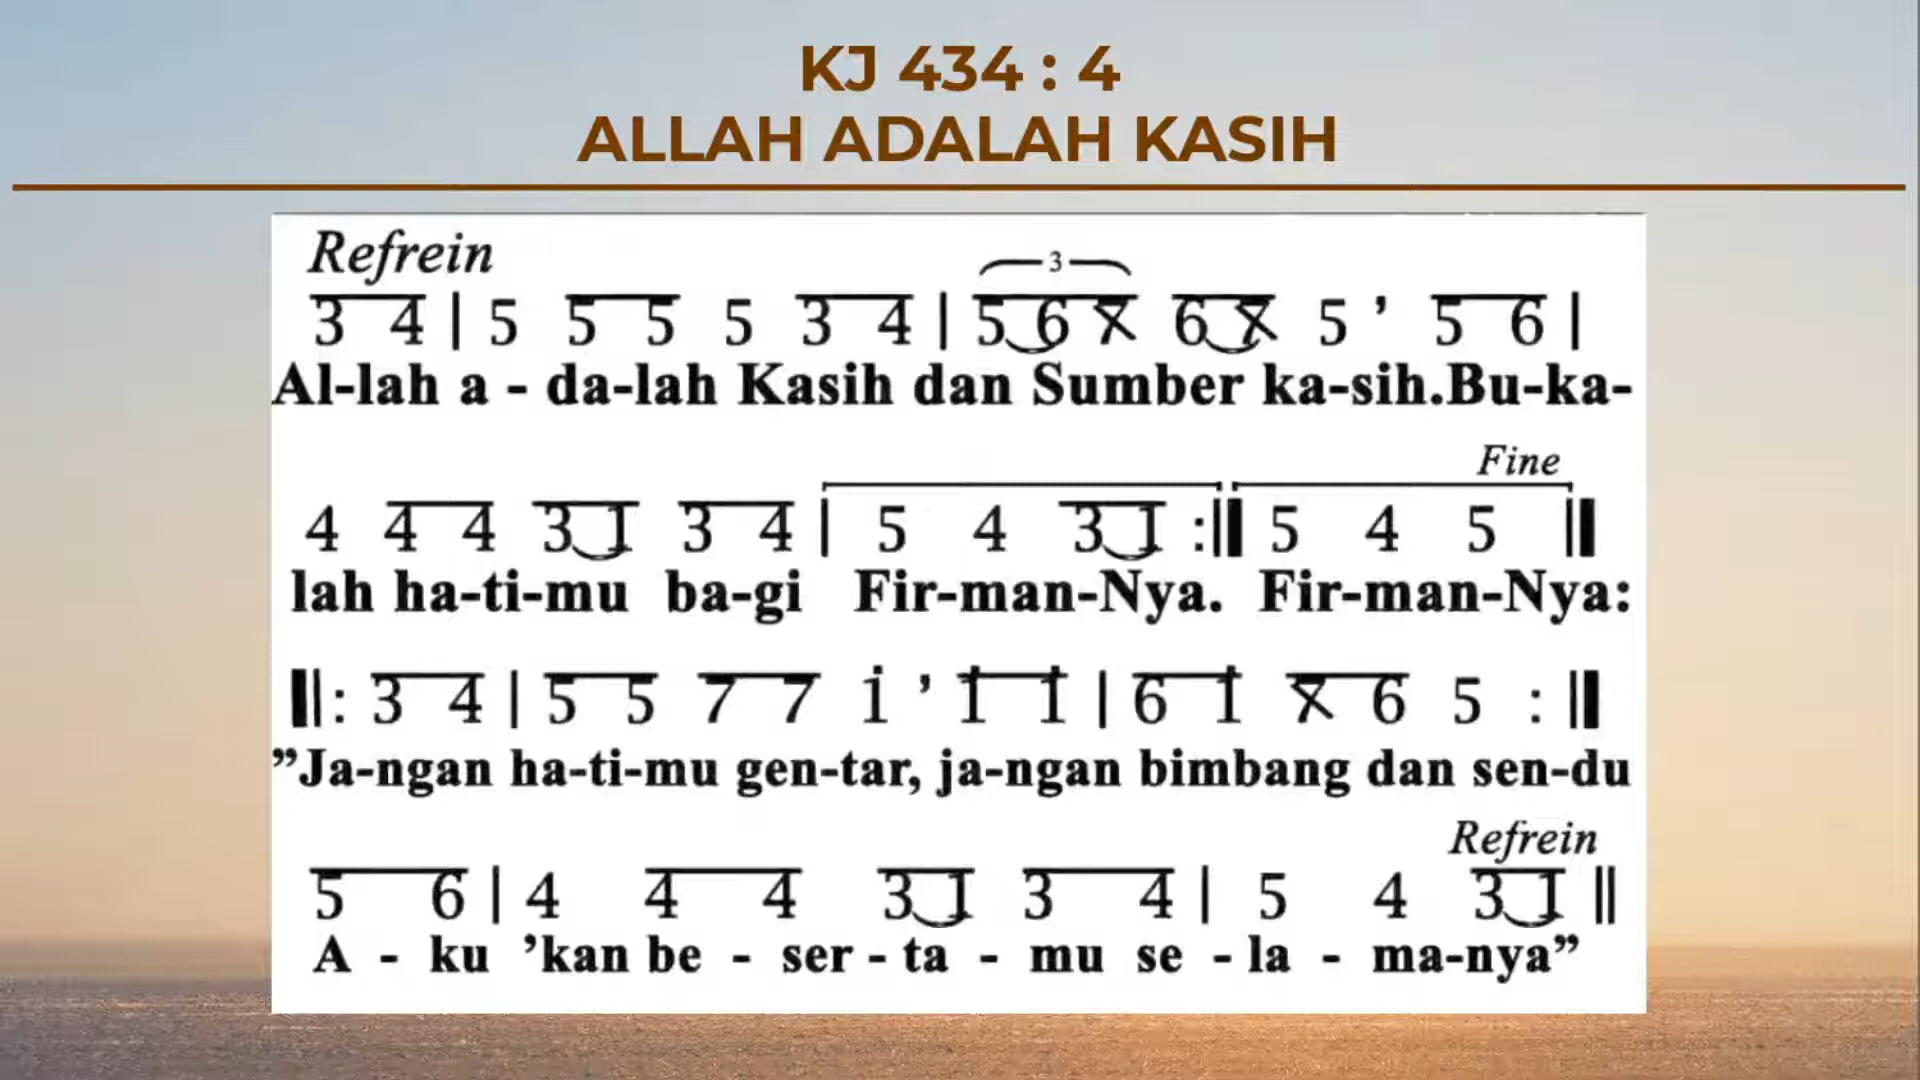 KJ 434 : 4
ALLAH ADALAH KASIH
Refrein
3
3 4 | 5 5 5 5 3 4 | 5 6 7 6 7 5 ’ 5 6 |
Al-lah a - da-lah Kasih dan Sumber ka-sih.Bu-ka-
Fine
4 4 4 3 1 3 4 | 5 4 3 1 :|| 5 4 5 ||
lah ha-ti-mu ba-gi Fir-man-Nya. Fir-man-Nya:
||: 3 4 | 5 5 7 7 i ’ i i | 6 i 7 6 5 :||
”Ja-ngan ha-ti-mu gen-tar, ja-ngan bimbang dan sen-du
Refrein
5 6 | 4 4 4 3 1 3 4 | 5 4 3 1 ||
A - ku ’kan be - ser - ta - mu se - la - ma-nya”